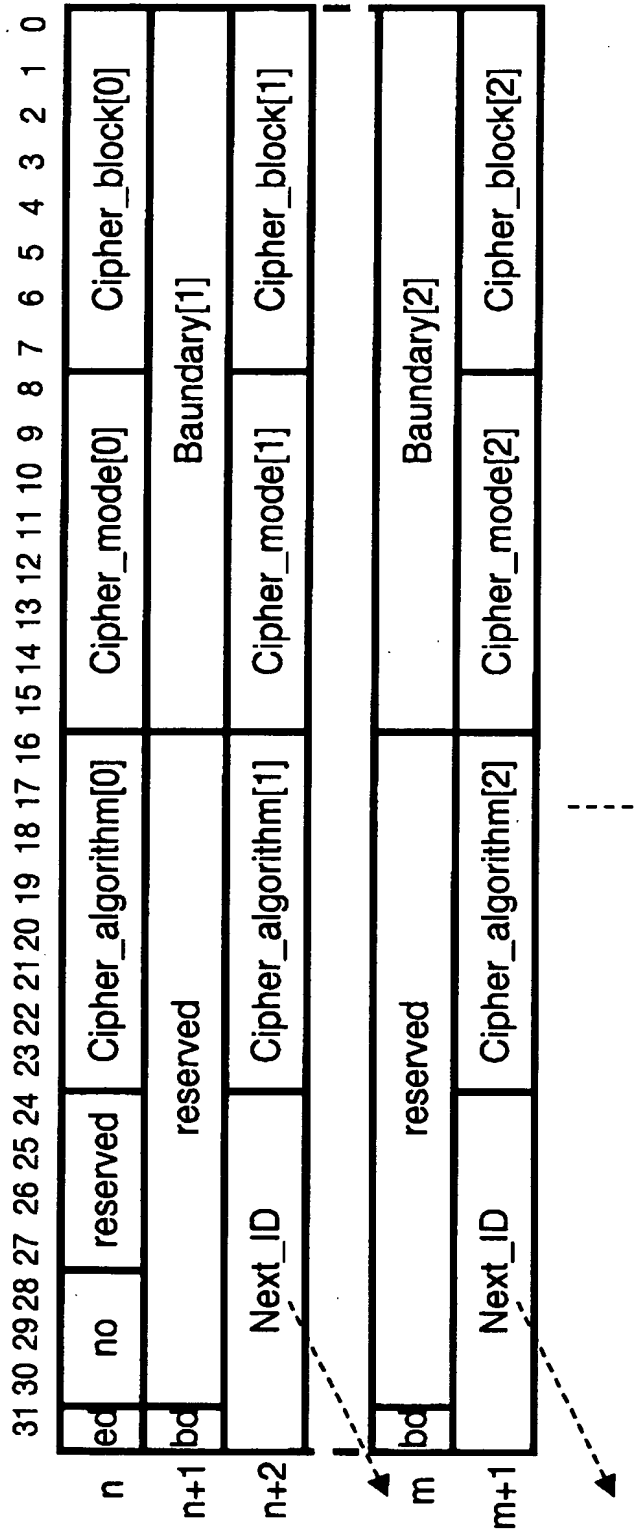 31 30 29 28 27 26 25 24 23 22 21 20 19 18 17 16 15 14 13 12 11 10 9 8 7 6 5 4 3 2 1 0
n ed no reserved Cipher_algorithm[0] Cipher_mode[0] Cipher_block[0]
n+1 bd reserved Baundary[1]
n+2 Next_ID Cipher_algorithm[1] Cipher_mode[1] Cipher_block[1]
m bd reserved Baundary[2]
m+1 Next_ID Cipher_algorithm[2] Cipher_mode[2] Cipher_block[2]